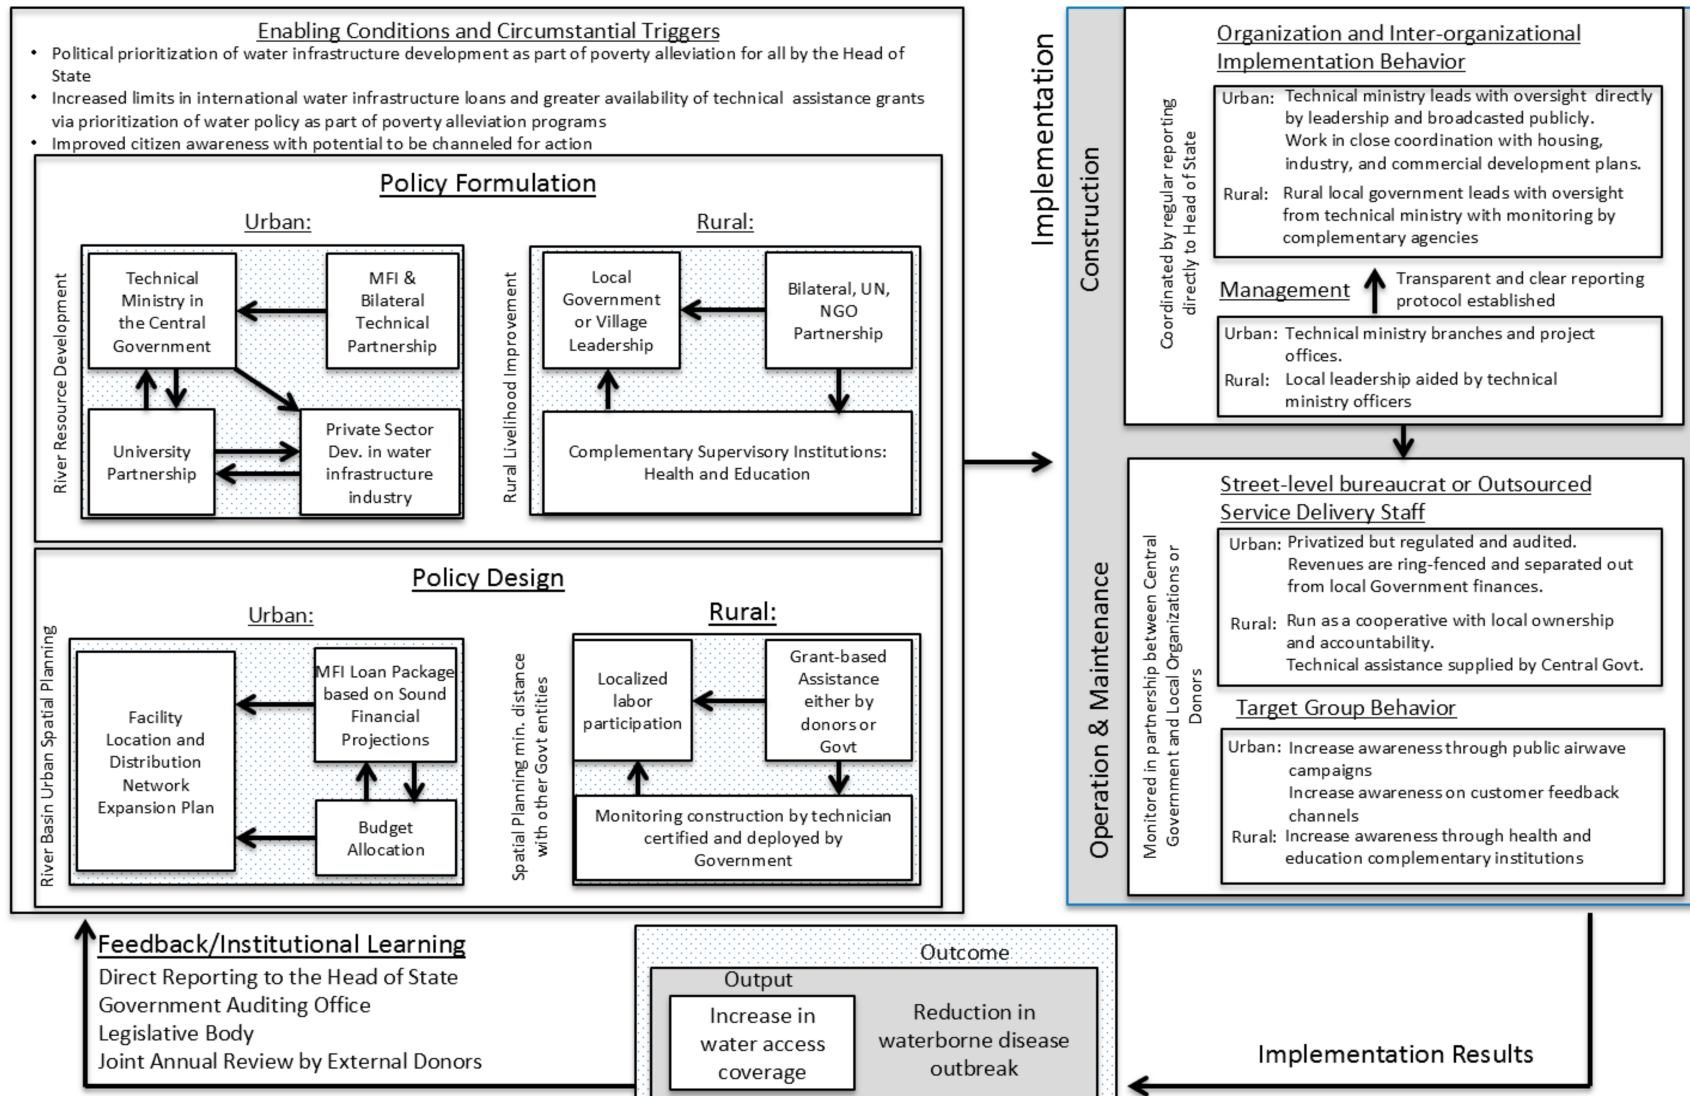 Enabling Conditions and Circumstantial Triggers
• Political prioritization of water infrastructure development as part of poverty alleviation for all by the Head of
State
• Increased limits in international water infrastructure loans and greater availability of technical assistance grants
via prioritization of water policy as part of poverty alleviation programs
• Improved citizen awareness with potential to be channeled for action
Policy Formulation
Urban:
River Resource Development
Technical
Ministry in
the Central
Government
MFI &
Bilateral
Technical
Partnership
University
Partnership
Private Sector
Dev. in water
infrastructure
industry
Rural:
Rural Livelihood Improvement
Local
Government
or Village
Leadership
Bilateral, UN,
NGO
Partnership
Complementary Supervisory Institutions:
Health and Education
Policy Design
Urban:
River Basin Urban Spatial Planning
Facility
Location and
Distribution
Network
Expansion Plan
MFI Loan Package
based on Sound
Financial
Projections
Budget
Allocation
Rural:
Spatial Planning min. distance
with other Govt entities
Localized
labor
participation
Grant-based
Assistance
either by
donors or
Govt
Monitoring construction by technician
certified and deployed by
Government
Implementation
Construction
Coordinated by regular reporting
directly to Head of State
Organization and Inter-organizational
Implementation Behavior
Urban: Technical ministry leads with oversight directly
by leadership and broadcasted publicly.
Work in close coordination with housing,
industry, and commercial development plans.
Rural: Rural local government leads with oversight
from technical ministry with monitoring by
complementary agencies
Management
Transparent and clear reporting
protocol established
Urban: Technical ministry branches and project
offices.
Rural: Local leadership aided by technical
ministry officers
Operation & Maintenance
Monitored in partnership between Central
Government and Local Organizations or
Donors
Street-level bureaucrat or Outsourced
Service Delivery Staff
Urban: Privatized but regulated and audited.
Revenues are ring-fenced and separated out
from local Government finances.
Rural: Run as a cooperative with local ownership
and accountability.
Technical assistance supplied by Central Govt.
Target Group Behavior
Urban: Increase awareness through public airwave
campaigns
Increase awareness on customer feedback
channels
Rural: Increase awareness through health and
education complementary institutions
Feedback/Institutional Learning
Direct Reporting to the Head of State
Government Auditing Office
Legislative Body
Joint Annual Review by External Donors
Outcome
Output
Increase in
water access
coverage
Reduction in
waterborne disease
outbreak
Implementation Results